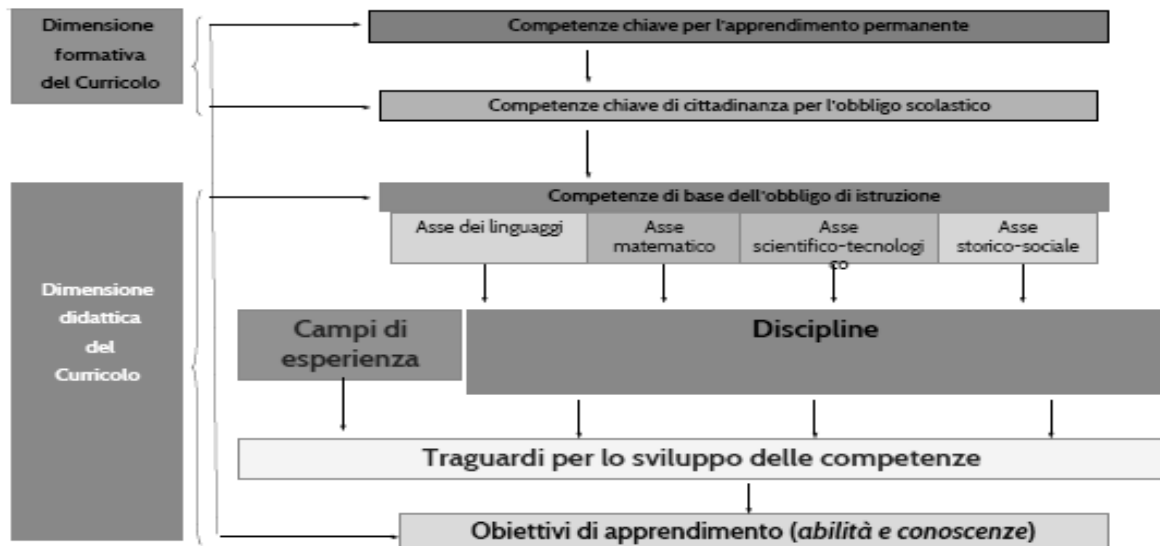 Dimensione
formativa
del Curricolo
Competenze chiave per l'apprendimento permanente
Competenze chiave di cittadinanza per l'obbligo scolastico
Dimensione
didattica
del
Curricolo
Competenze di base dell'obbligo di istruzione
Asse dei linguaggi
Asse
matematico
Asse
scientifico-tecnologi
co
Asse
storico-sociale
Campi di
esperienza
Discipline
Traguardi per lo sviluppo delle competenze
Obiettivi di apprendimento (abilità e conoscenze)